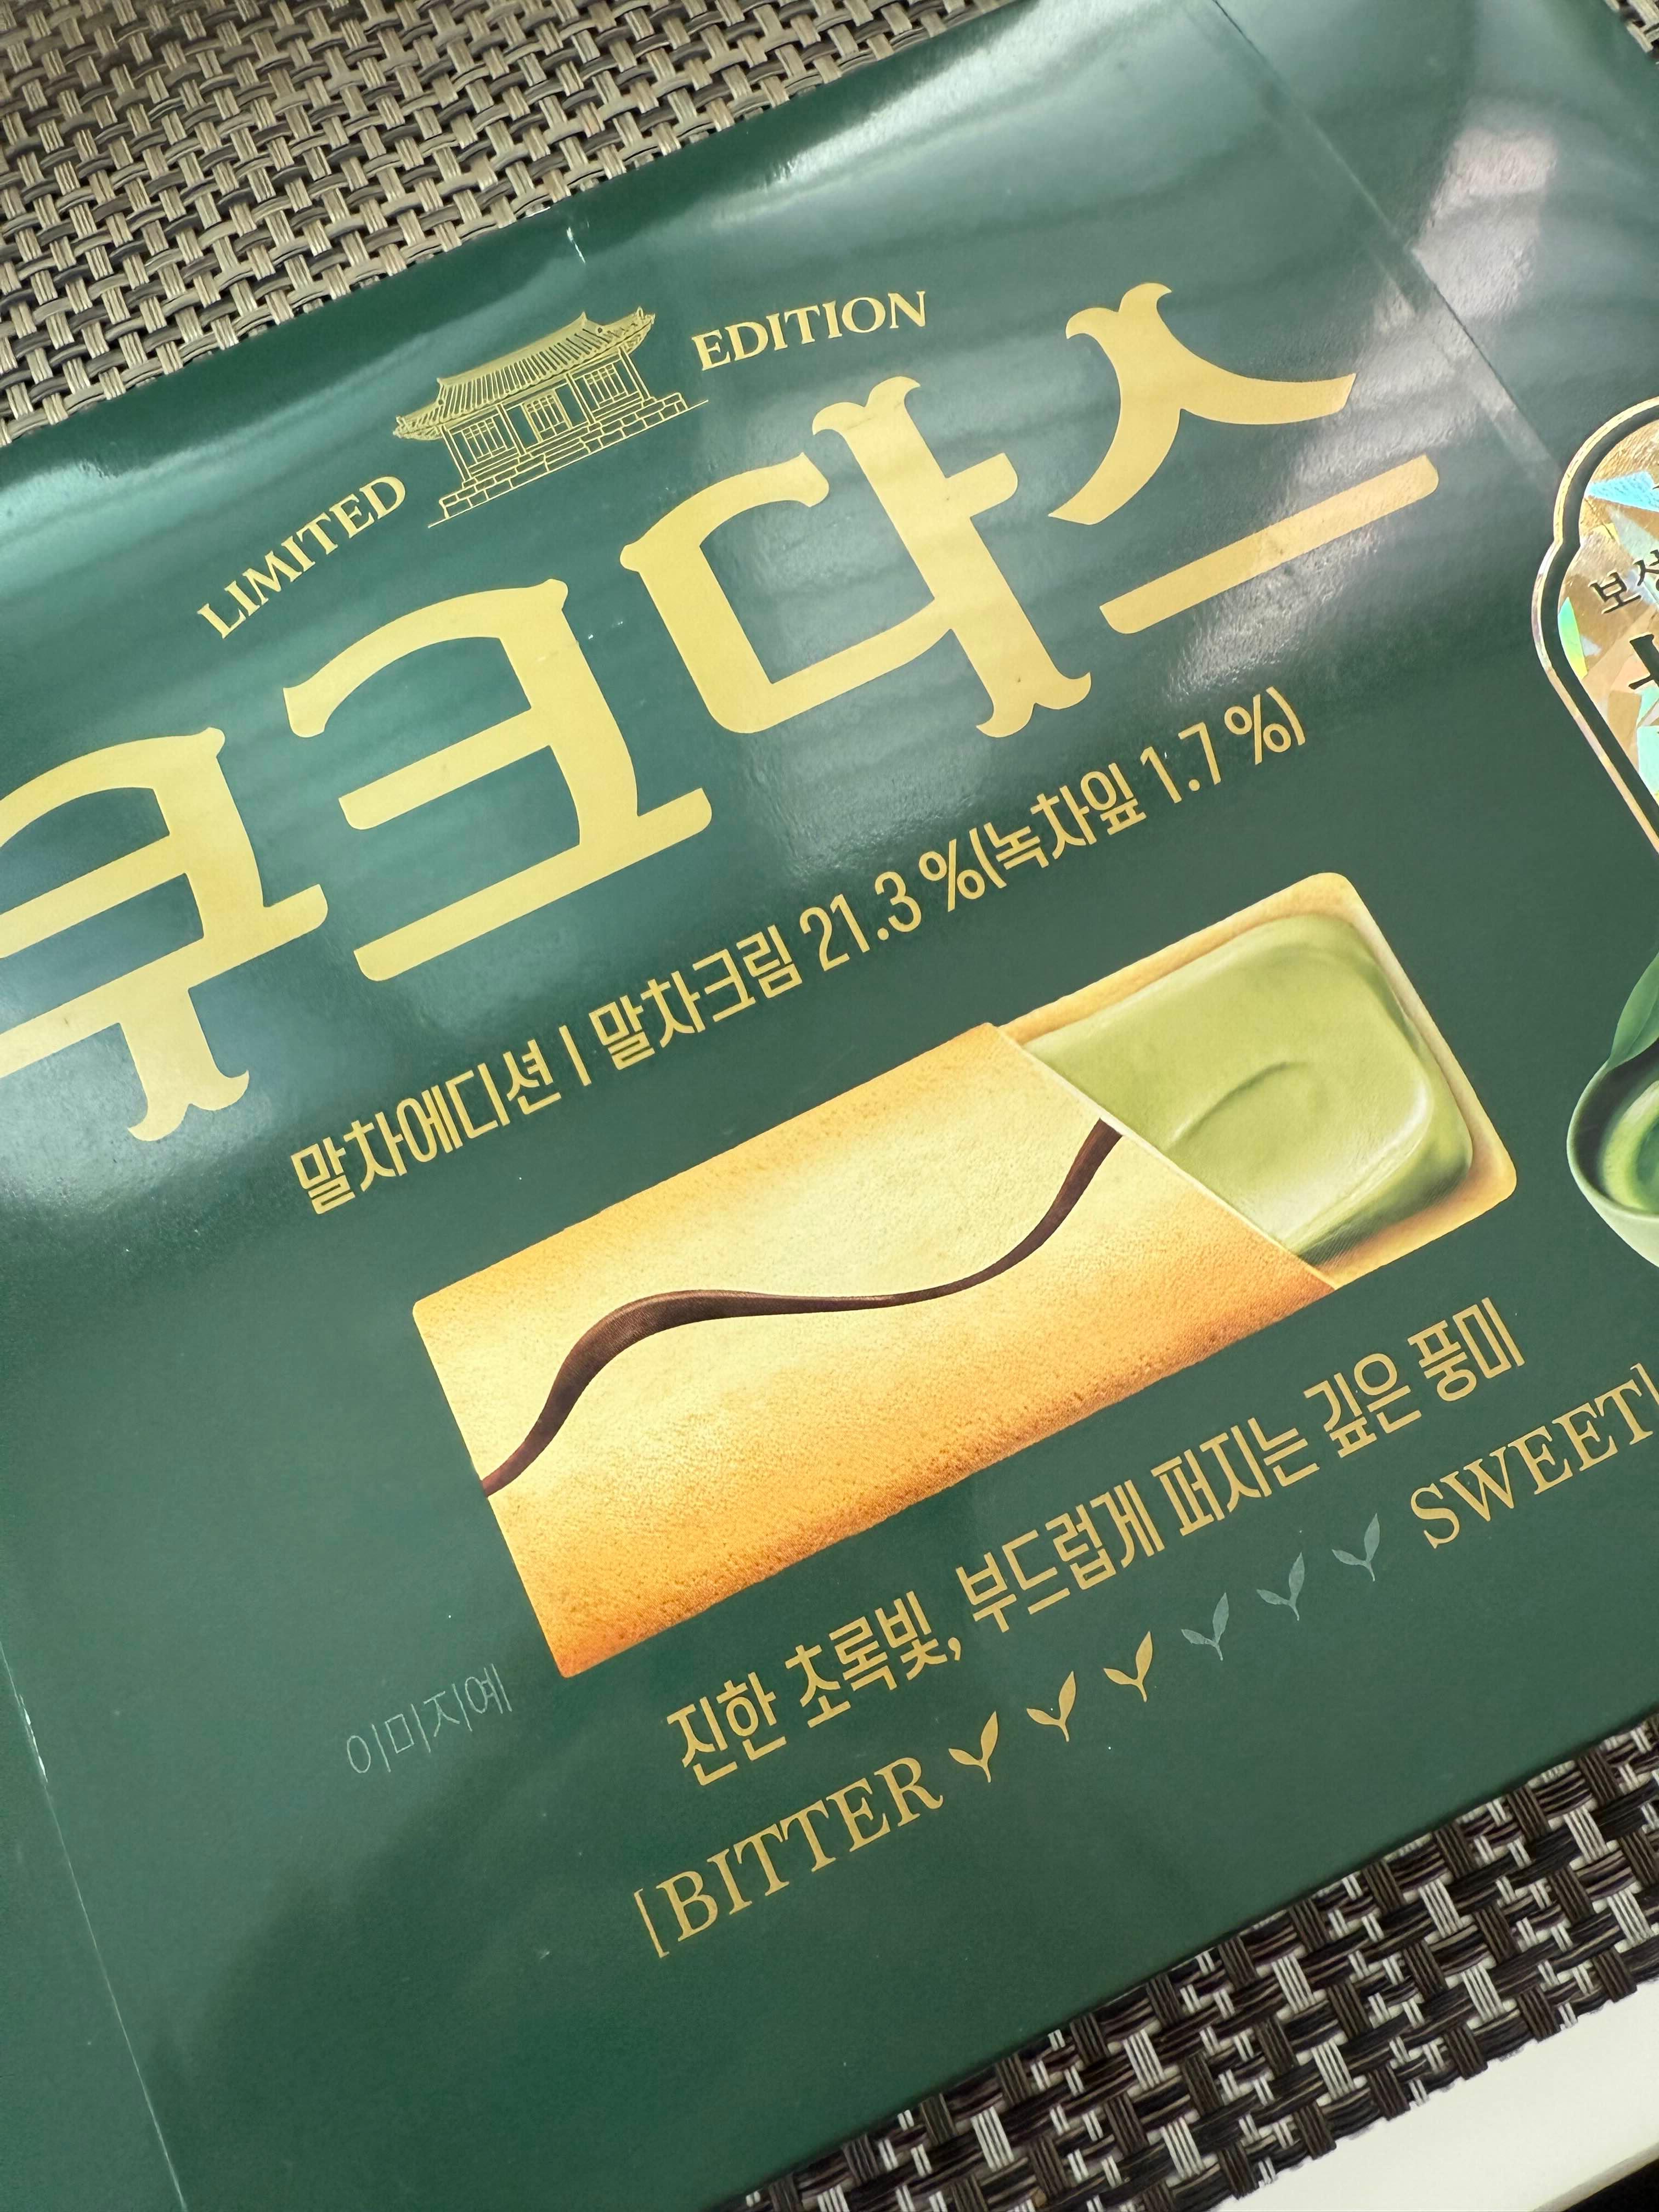 LIMITED EDITION
쿠크다스
말차에디션 | 말차크림 21.3 %(녹차잎 1.7 %)
진한 초록빛, 부드럽게 퍼지는 깊은 풍미
이미지예
[BITTER SWEET]